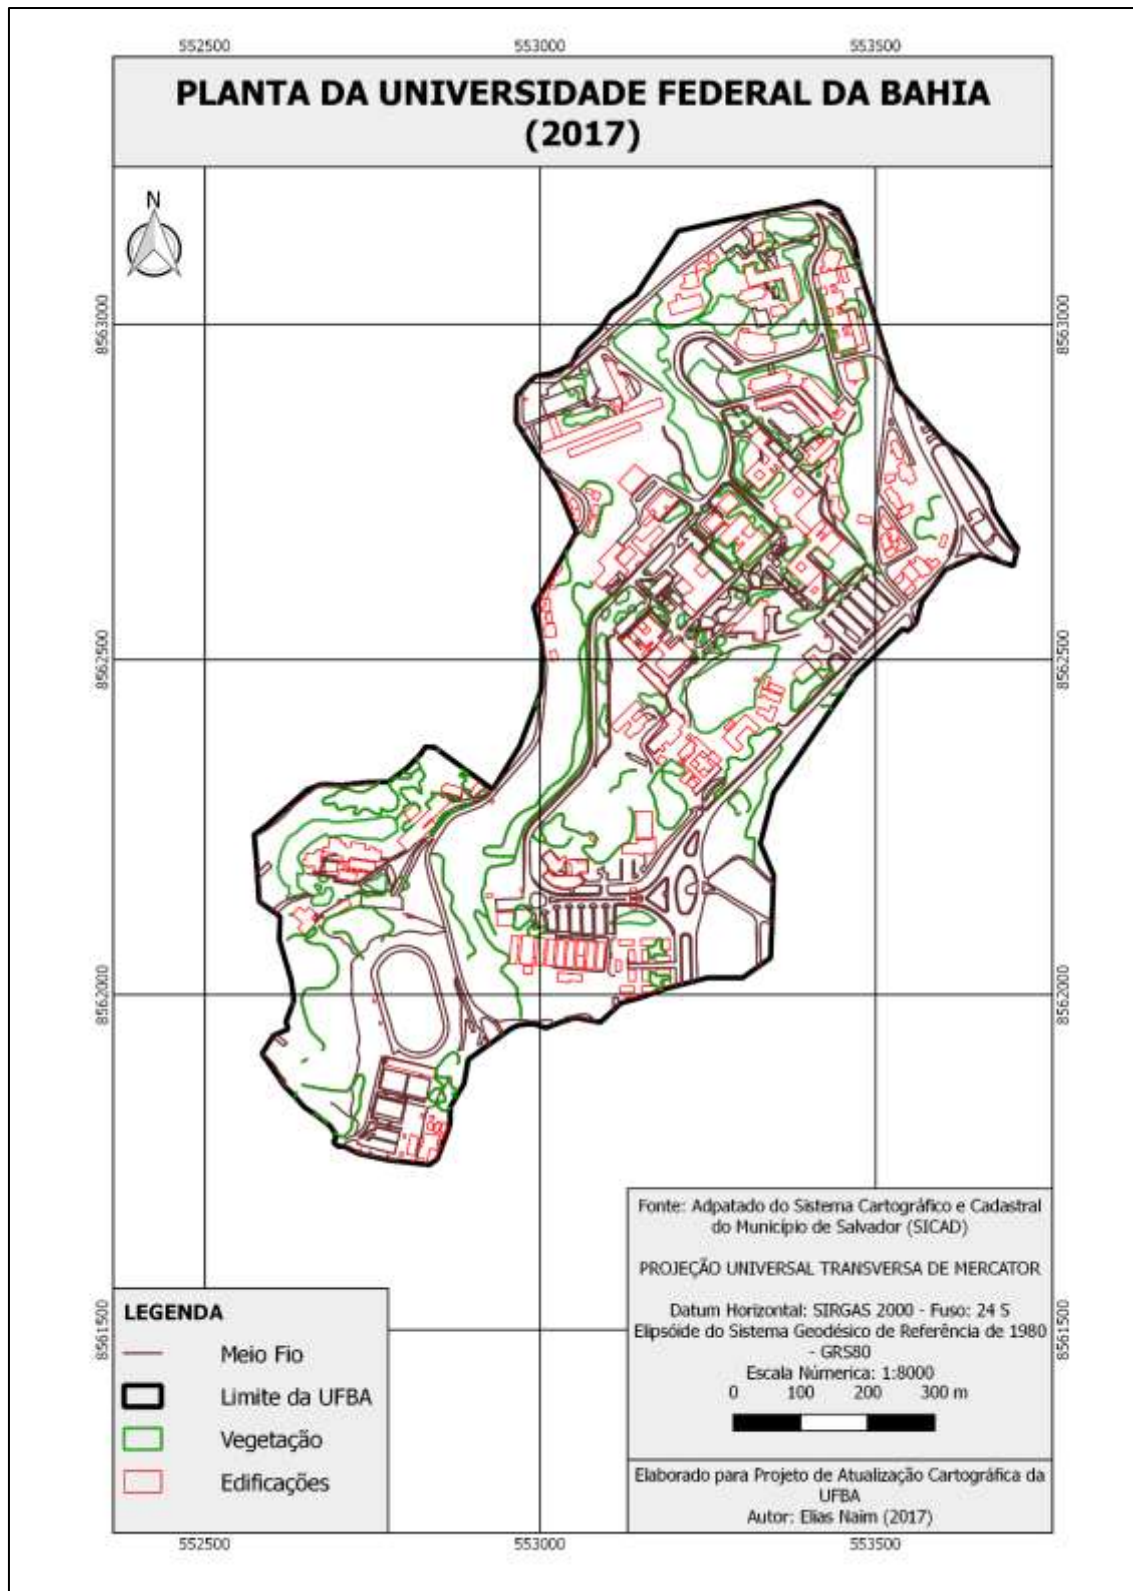 552500 553000 553500
PLANTA DA UNIVERSIDADE FEDERAL DA BAHIA
(2017)
N
8563000 8563000
8562500 8562500
8562000 8562000
8561500 8561500
Fonte: Adpatado do Sistema Cartográfico e Cadastral
do Município de Salvador (SICAD)
PROJEÇÃO UNIVERSAL TRANSVERSA DE MERCATOR
Datum Horizontal: SIRGAS 2000 - Fuso: 24 S
Elipsóide do Sistema Geodésico de Referência de 1980
- GRS80
Escala Númerica: 1:8000
0 100 200 300 m
Elaborado para Projeto de Atualização Cartográfica da
UFBA
Autor: Elias Naim (2017)
LEGENDA
Meio Fio
Limite da UFBA
Vegetação
Edificações
552500 553000 553500